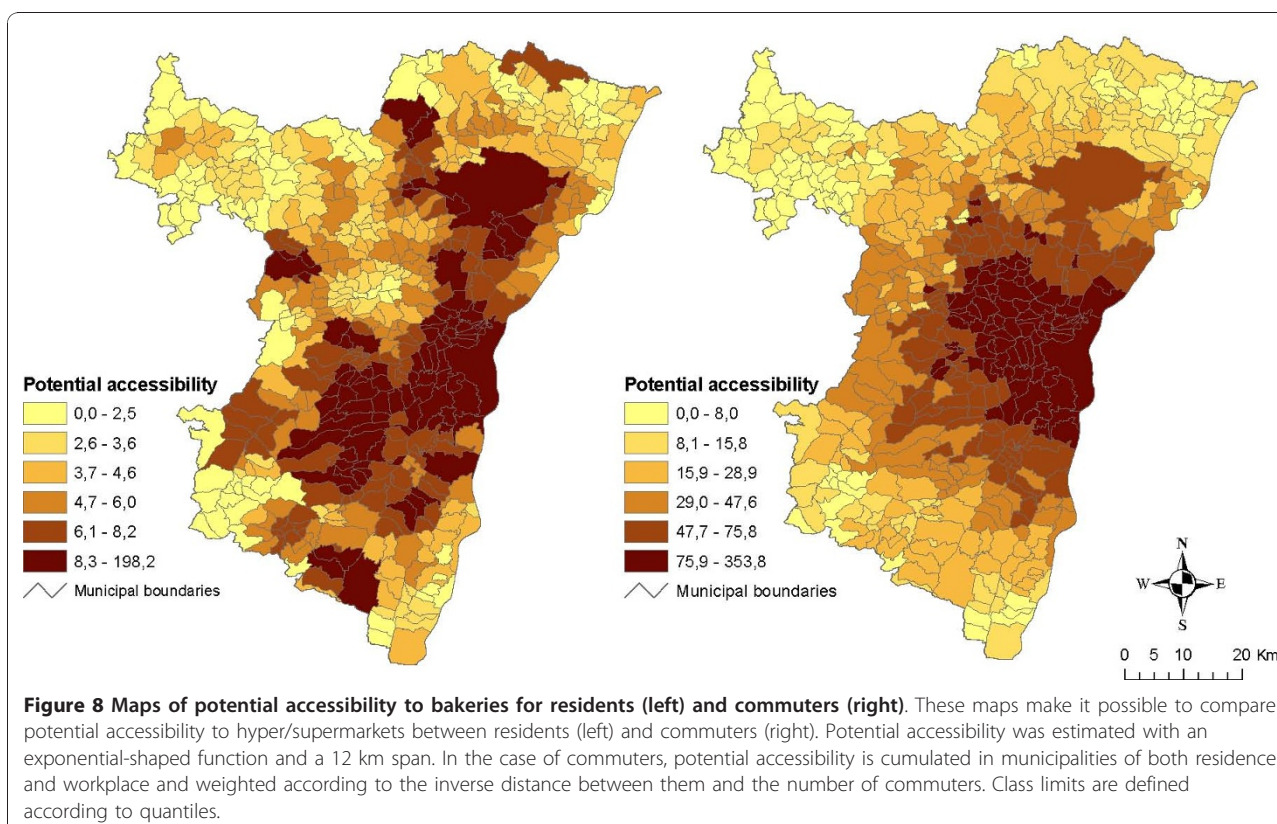 Potential accessibility
0,0 - 2,5
2,6 - 3,6
3,7 - 4,6
4,7 - 6,0
6,1 - 8,2
8,3 - 198,2
Municipal boundaries
Potential accessibility
0,0 - 8,0
8,1 - 15,8
15,9 - 28,9
29,0 - 47,6
47,7 - 75,8
75,9 - 353,8
Municipal boundaries
N
W E
S
0 5 10 20 Km
Figure 8 Maps of potential accessibility to bakeries for residents (left) and commuters (right). These maps make it possible to compare
potential accessibility to hyper/supermarkets between residents (left) and commuters (right). Potential accessibility was estimated with an
exponential-shaped function and a 12 km span. In the case of commuters, potential accessibility is cumulated in municipalities of both residence
and workplace and weighted according to the inverse distance between them and the number of commuters. Class limits are defined
according to quantiles.